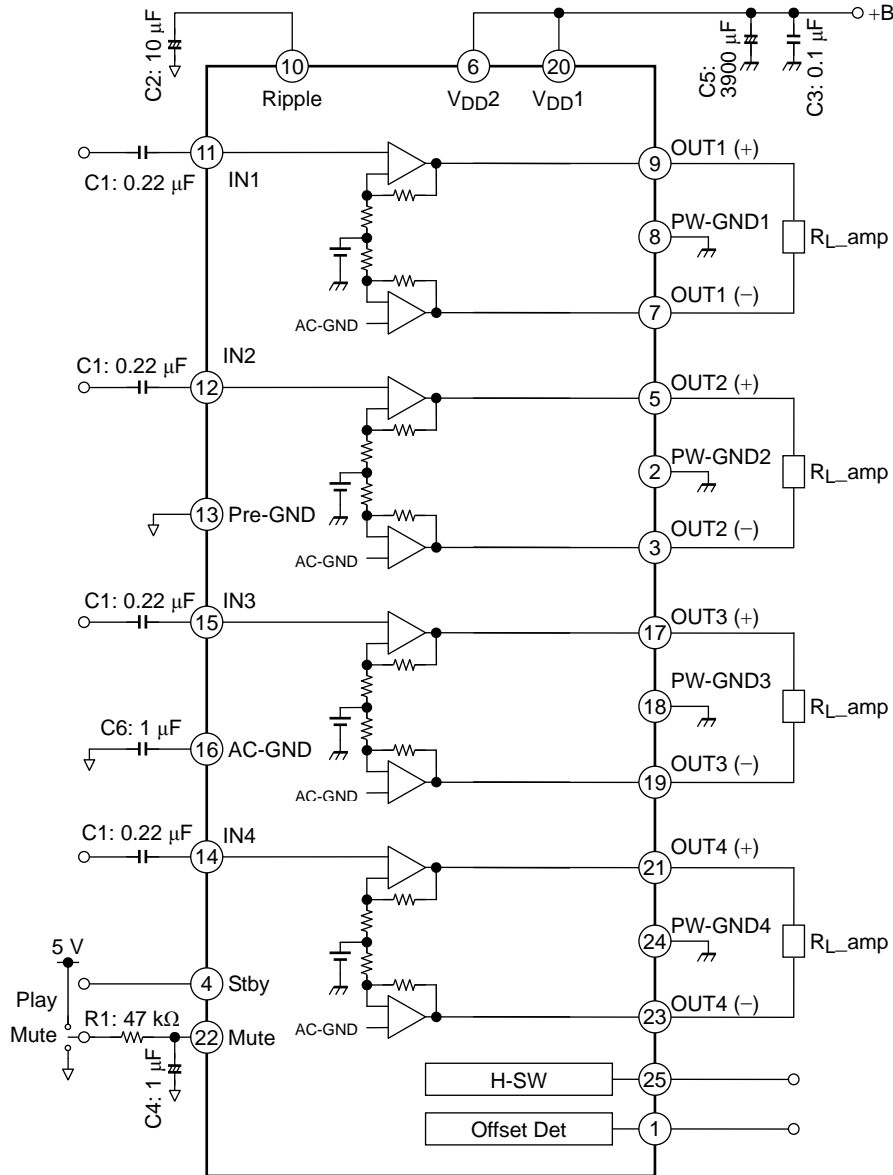 +B
C2: 10 µF
C5: 3900 µF
C3: 0.1 µF
10
6
20
Ripple
VDD2
VDD1
11
C1: 0.22 µF
IN1
9
OUT1 (+)
8
PW-GND1
RL_amp
7
OUT1 (−)
AC-GND
IN2
C1: 0.22 µF
12
5
OUT2 (+)
2
PW-GND2
RL_amp
13
Pre-GND
3
OUT2 (−)
AC-GND
C1: 0.22 µF
IN3
15
17
OUT3 (+)
18
PW-GND3
RL_amp
C6: 1 µF
16
AC-GND
19
OUT3 (−)
AC-GND
C1: 0.22 µF
IN4
14
21
OUT4 (+)
24
PW-GND4
RL_amp
5 V
4
Stby
Play
Mute
R1: 47 kΩ
22
Mute
C4: 1 µF
23
OUT4 (−)
AC-GND
H-SW
25
Offset Det
1